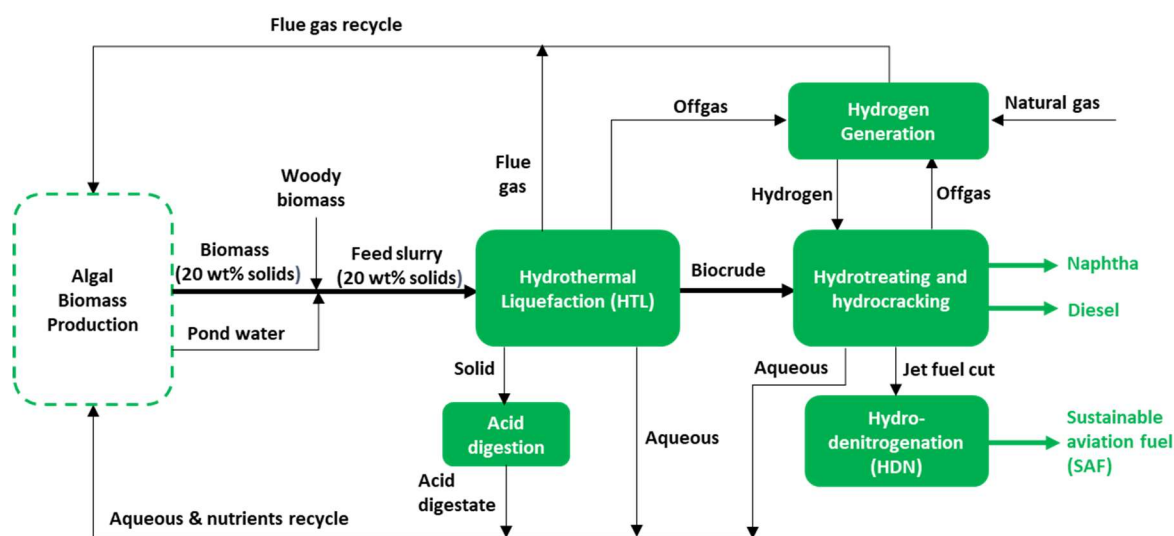 Flue gas recycle
Offgas
Hydrogen
Generation
Natural gas
Flue
gas
Woody
biomass
Hydrogen
Offgas
Biomass
(20 wt% solids)
Feed slurry
(20 wt% solids)
Algal
Biomass
Production
Hydrothermal
Liquefaction (HTL)
Biocrude
Hydrotreating and
hydrocracking
Naphtha
Diesel
Pond water
Solid
Aqueous
Jet fuel cut
Acid
digestion
Aqueous
Hydro-
denitrogenation
(HDN)
Sustainable
aviation fuel
(SAF)
Acid
digestate
Aqueous & nutrients recycle